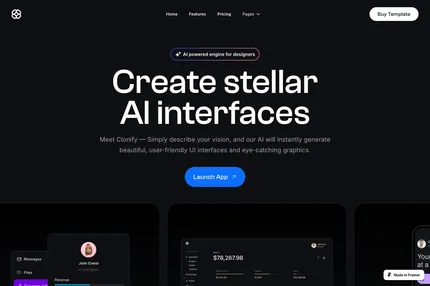 Home Features Pricing Pages
Buy Template
AI powered engine for designers
Create stellar
AI interfaces
Meet Clonify — Simply describe your vision, and our AI will instantly generate
beautiful, user-friendly UI interfaces and eye-catching graphics.
Launch App
Messages
Files
John Comar
Revenue
$78,267.98
Your
at a
Made in Framer